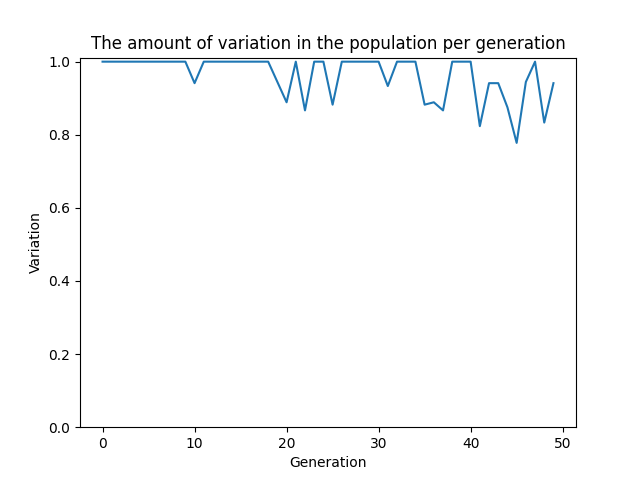 The amount of variation in the population per generation
1.0
0.8
0.6
0.4
0.2
0.0
Variation
0 10 20 30 40 50
Generation